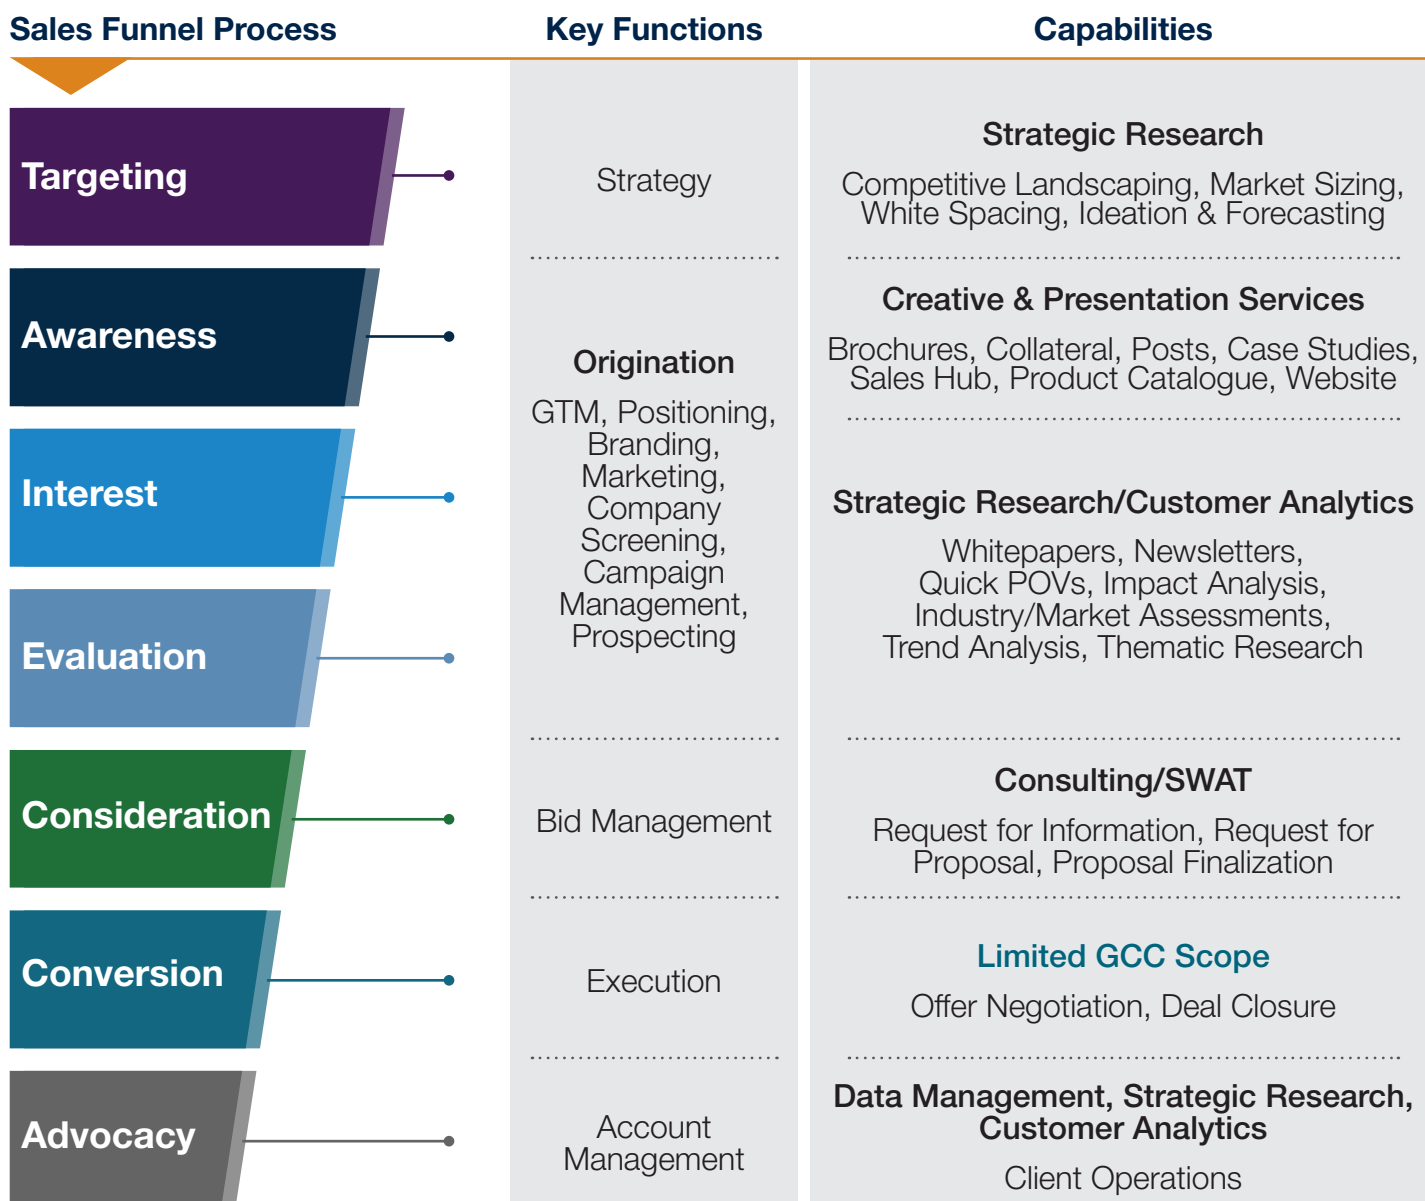 Sales Funnel Process
Key Functions
Capabilities
Targeting
Strategy
Strategic Research
Competitive Landscaping, Market Sizing,
White Spacing, Ideation & Forecasting
Awareness
Interest
Evaluation
Origination
GTM, Positioning,
Branding,
Marketing,
Company
Screening,
Campaign
Management,
Prospecting
Creative & Presentation Services
Brochures, Collateral, Posts, Case Studies,
Sales Hub, Product Catalogue, Website
Strategic Research/Customer Analytics
Whitepapers, Newsletters,
Quick POVs, Impact Analysis,
Industry/Market Assessments,
Trend Analysis, Thematic Research
Consideration
Bid Management
Consulting/SWAT
Request for Information, Request for
Proposal, Proposal Finalization
Conversion
Execution
Limited GCC Scope
Offer Negotiation, Deal Closure
Advocacy
Account
Management
Data Management, Strategic Research,
Customer Analytics
Client Operations